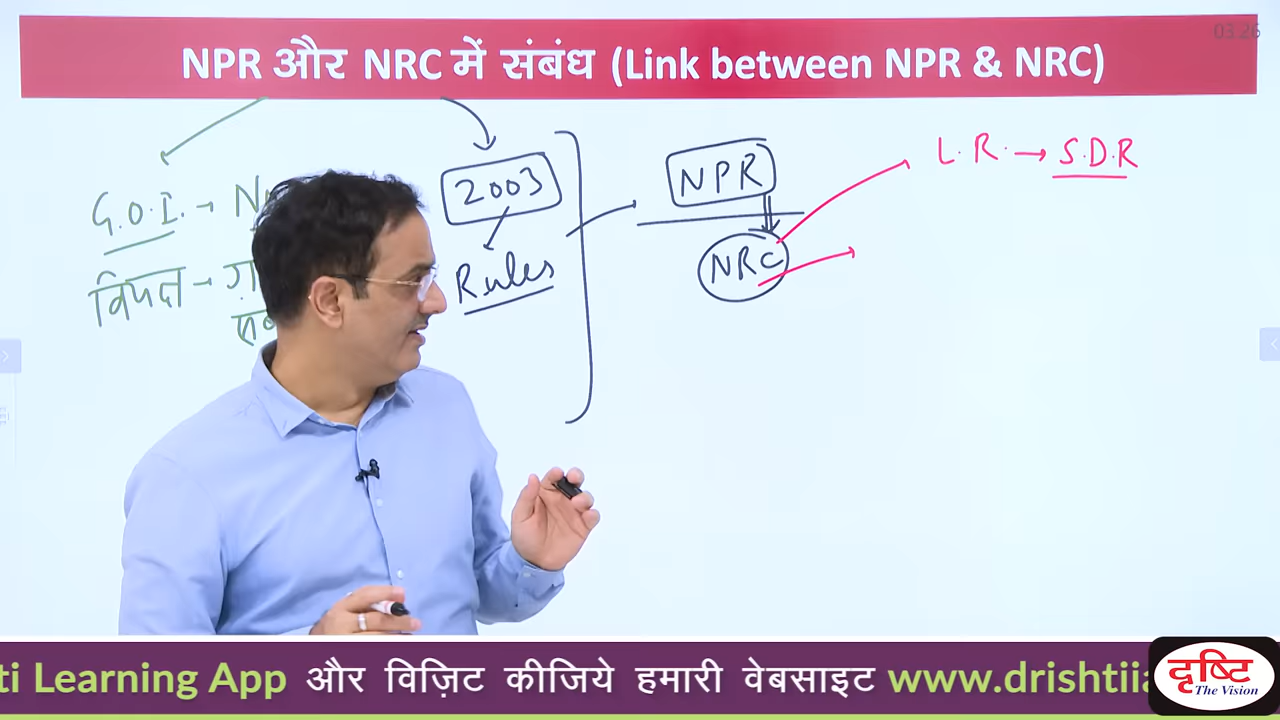 03:26
NPR और NRC में संबंध (Link between NPR & NRC)
G.O.I. →
विपक्ष →
2003
Rules
NPR
NRC
L.R. → S.D.R
Learning App और विज़िट कीजिये हमारी वेबसाइट www.drishtiia
दृष्टि
The Vision